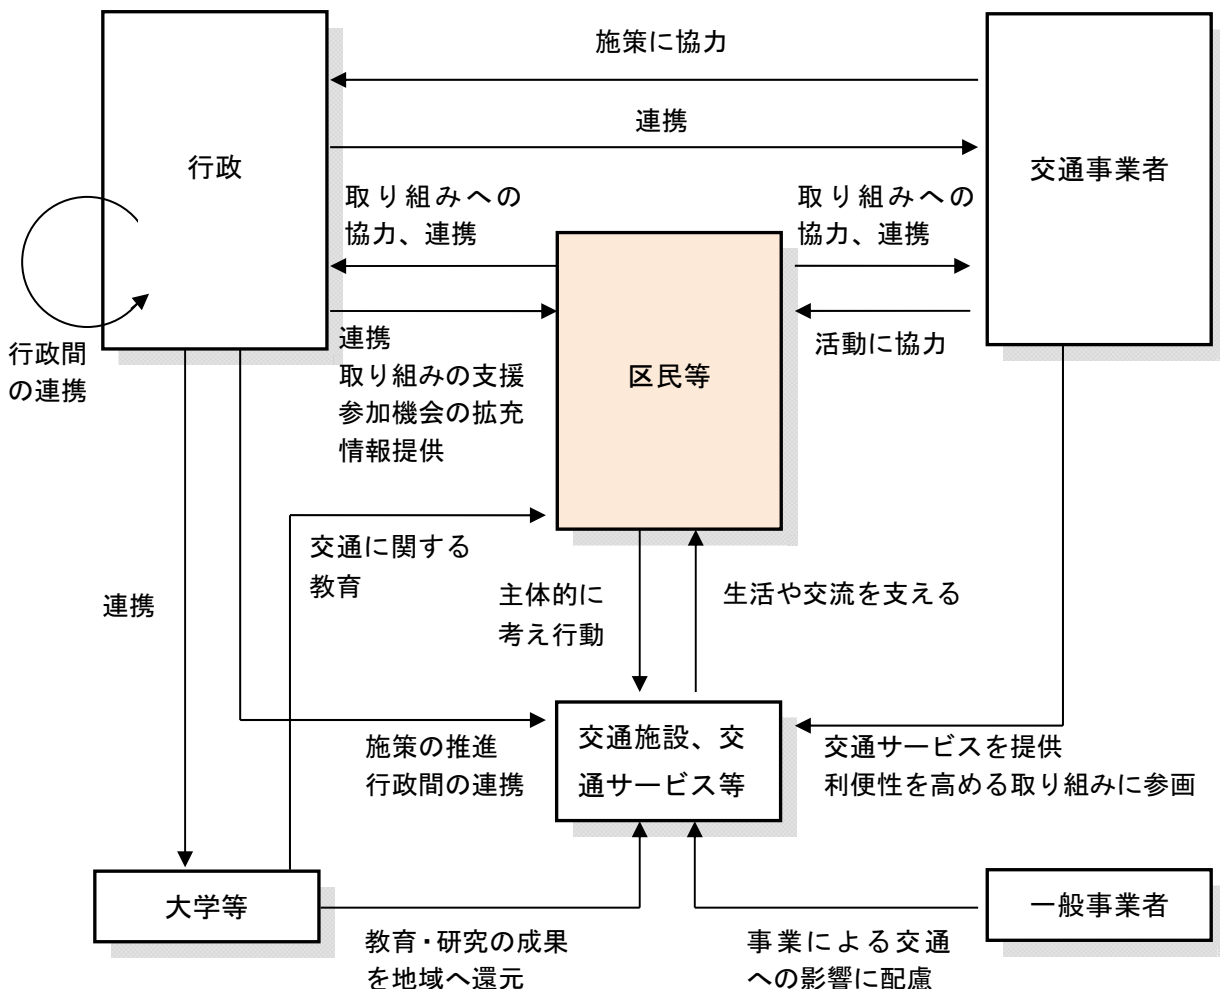 施策に協力
連携
行政
交通事業者
取り組みへの
協力、連携
取り組みへの
協力、連携
行政間
の連携
連携
取り組みの支援
参加機会の拡充
情報提供
活動に協力
区民等
交通に関する
教育
連携
主体的に
考え行動
生活や交流を支える
施策の推進
行政間の連携
交通施設、交
通サービス等
交通サービスを提供
利便性を高める取り組みに参画
大学等
一般事業者
教育・研究の成果
を地域へ還元
事業による交通
への影響に配慮